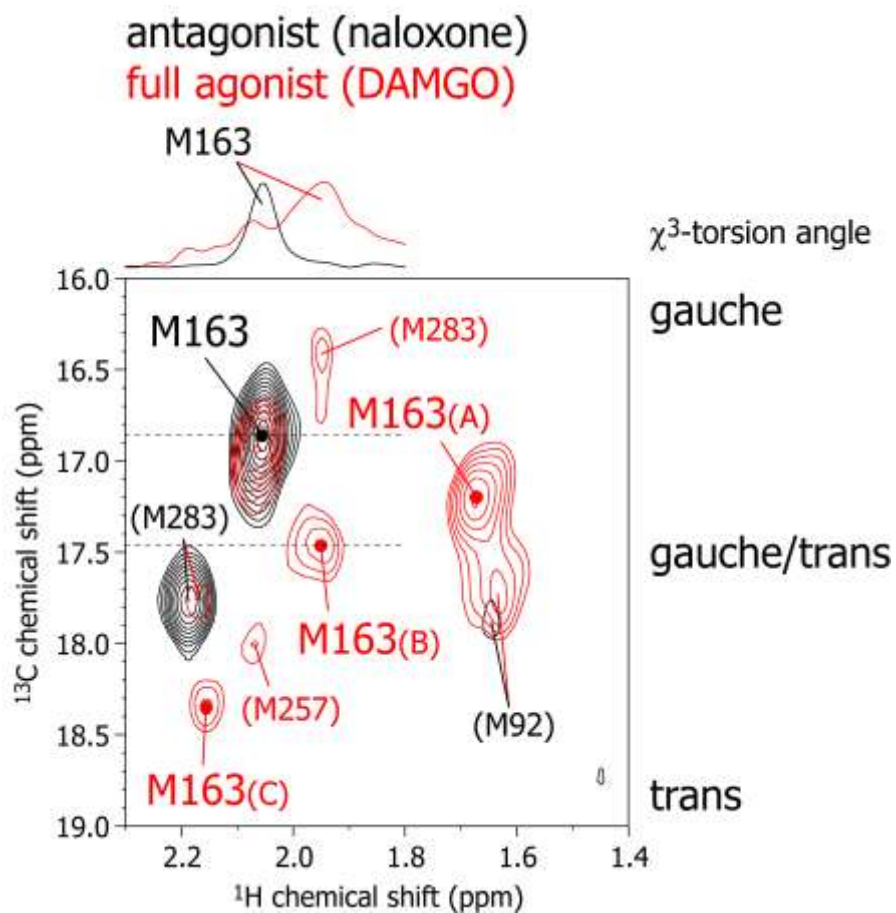 antagonist (naloxone)
full agonist (DAMGO)
M163
χ³-torsion angle
16.0
gauche
M163
(M283)
16.5
M163(A)
17.0
(M283)
17.5
gauche/trans
18.0
M163(B)
(M257)
(M92)
18.5
M163(C)
trans
19.0
¹³C chemical shift (ppm)
2.2 2.0 1.8 1.6 1.4
¹H chemical shift (ppm)